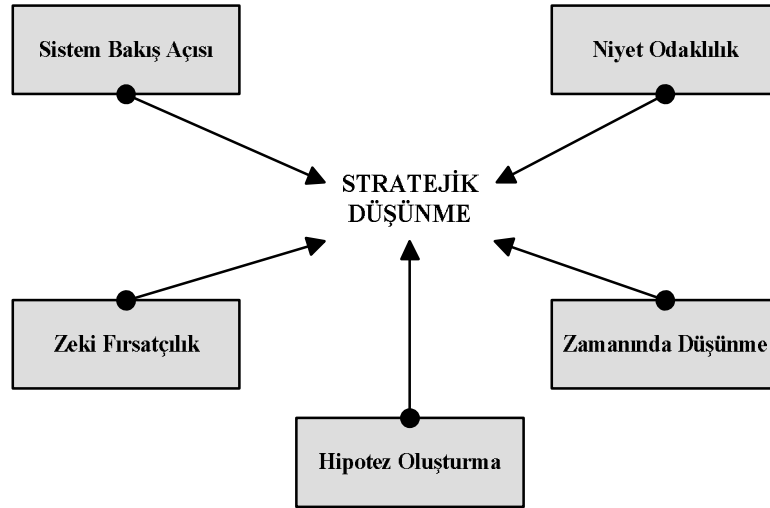 Sistem Bakış Açısı
Niyet Odaklılık
STRATEJİK
DÜŞÜNME
Zeki Fırsatçılık
Zamanında Düşünme
Hipotez Oluşturma